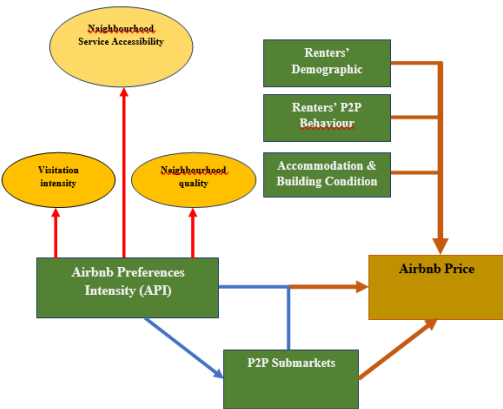 Naighbourhood
Service Accessibility
Renters'
Demographic
Renters' P2P
Behaviour
Accommodation &
Building Condition
Visitation
intensity
Naighbourhood
quality
Airbnb Preferences
Intensity (API)
Airbnb Price
P2P Submarkets